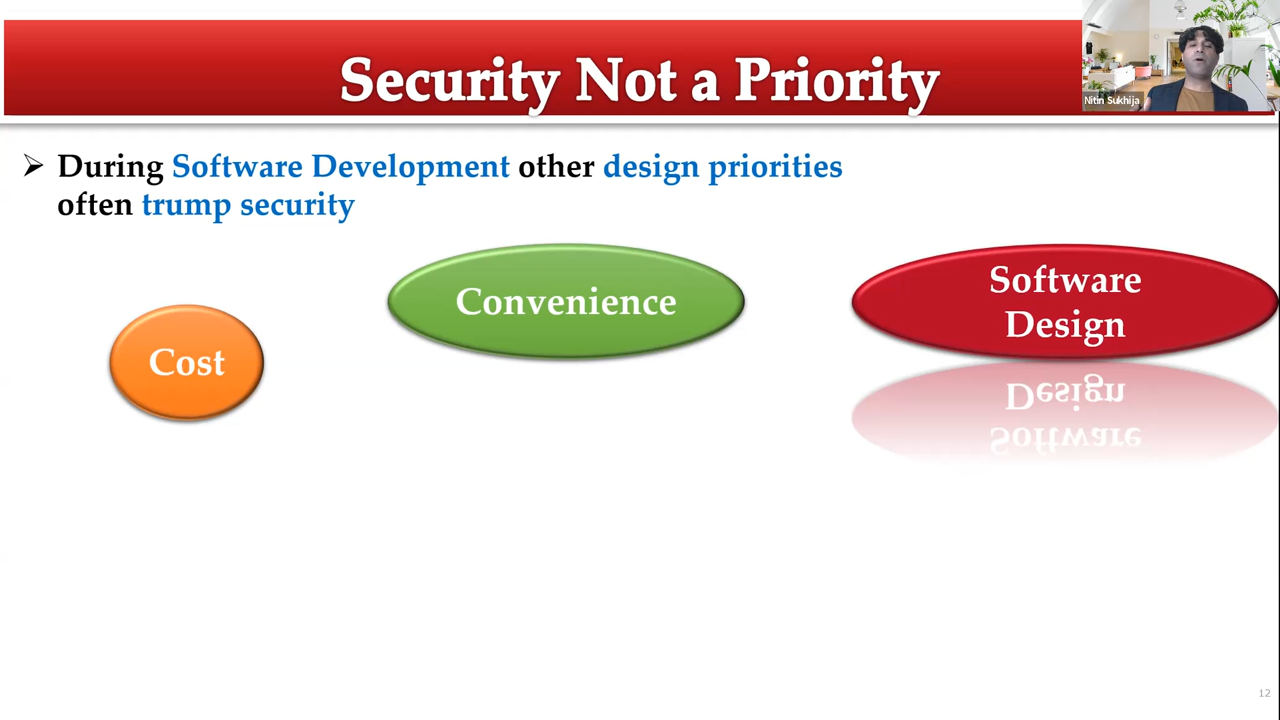 Security Not a Priority
Nitin Sukhija
➢ During Software Development other design priorities
often trump security
Cost
Convenience
Software
Design
12